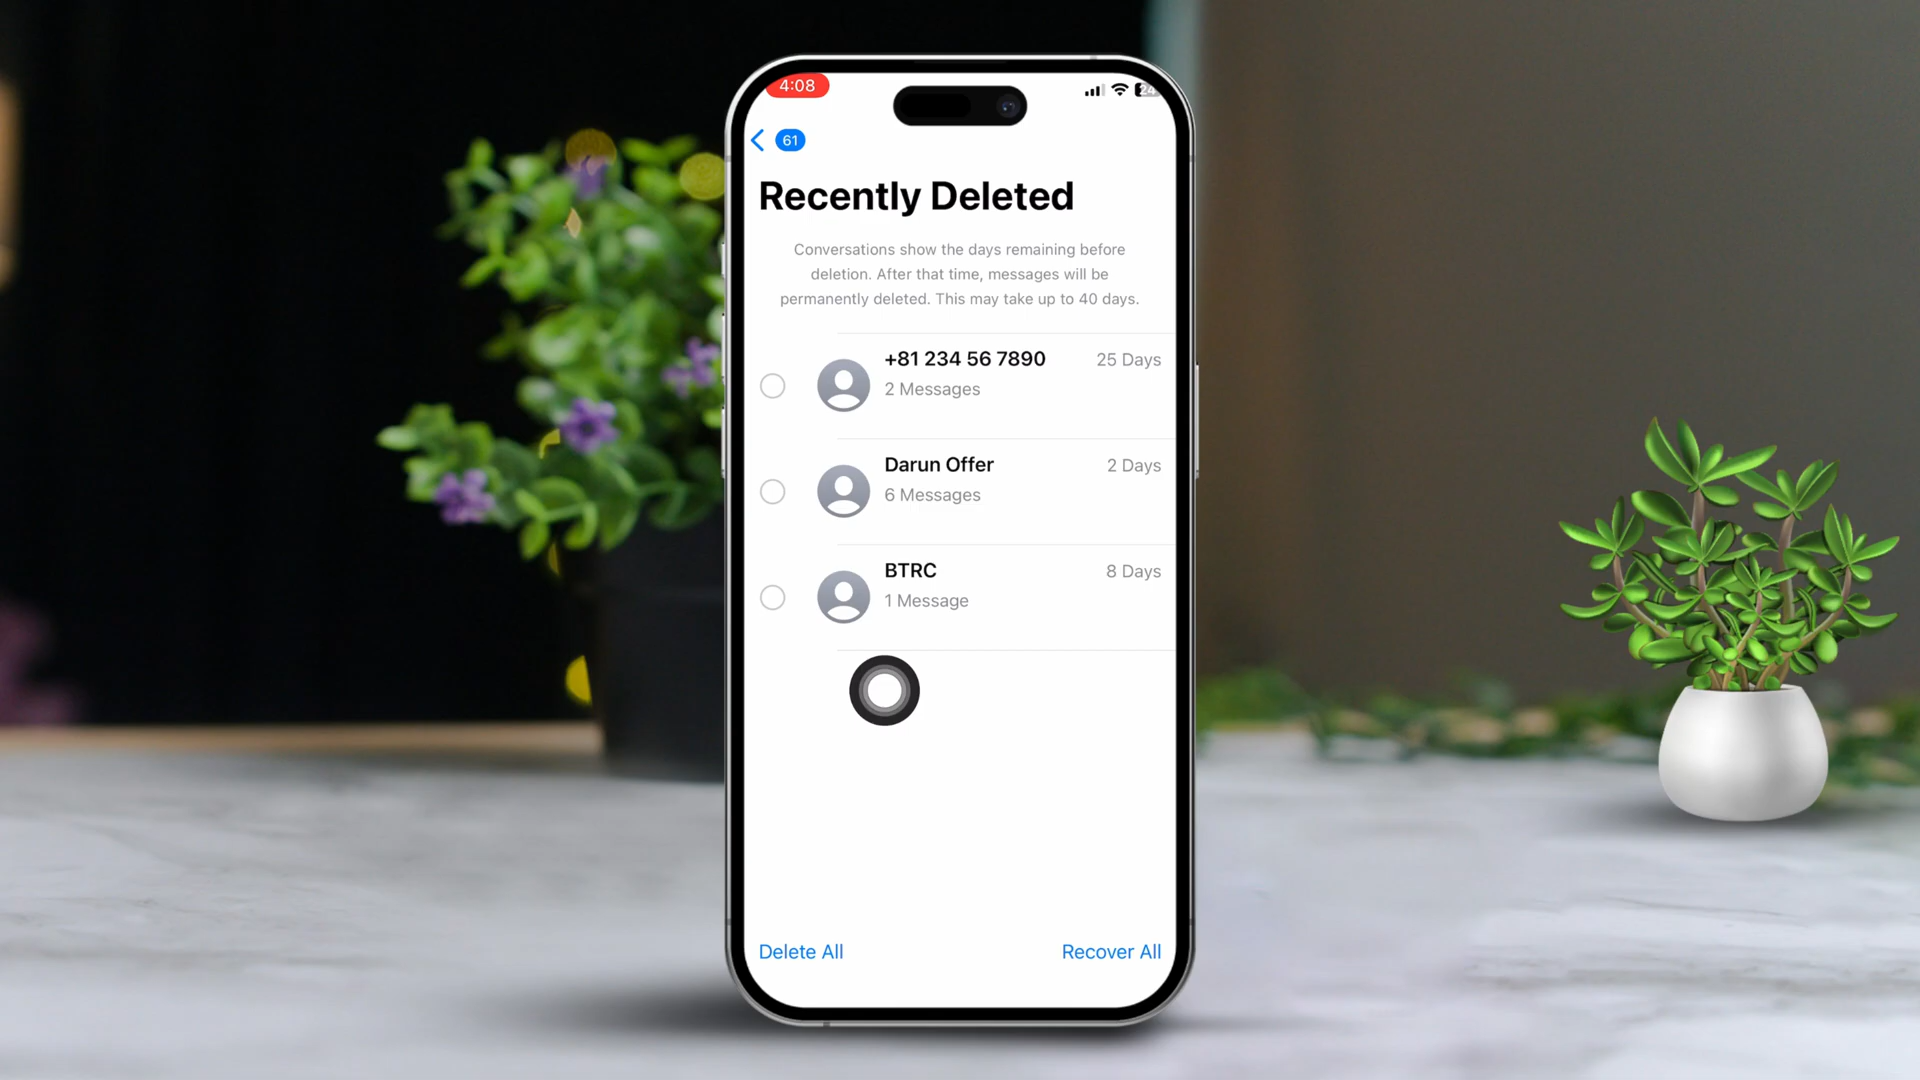 4:08
24
61
Recently Deleted
Conversations show the days remaining before
deletion. After that time, messages will be
permanently deleted. This may take up to 40 days.
+81 234 56 7890
25 Days
2 Messages
Darun Offer
2 Days
6 Messages
BTRC
8 Days
1 Message
Delete All
Recover All